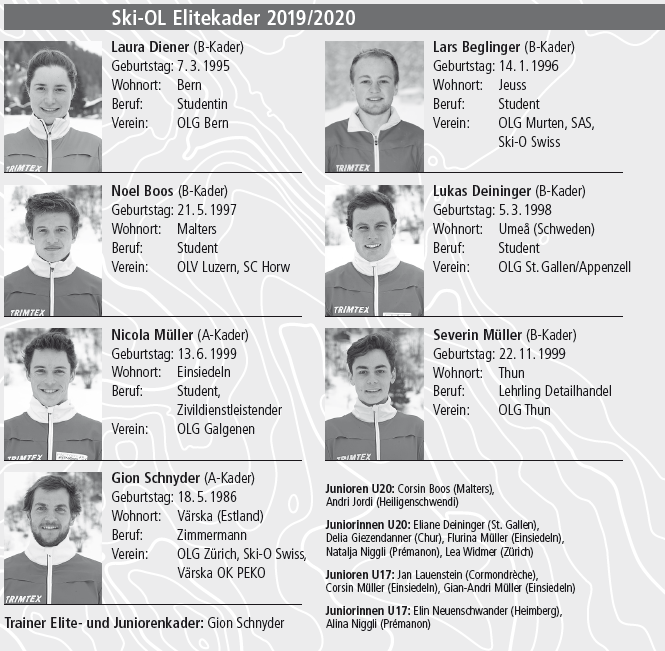 Ski-OL Elitekader 2019/2020
Laura Diener (B-Kader)
Geburtstag: 7. 3. 1995
Wohnort: Bern
Beruf: Studentin
Verein: OLG Bern
TRIMTEX
Lars Beglinger (B-Kader)
Geburtstag: 14. 1. 1996
Wohnort: Jeuss
Beruf: Student
Verein: OLG Murten, SAS,
Ski-O Swiss
TRIMTEX
Noel Boos (B-Kader)
Geburtstag: 21. 5. 1997
Wohnort: Malters
Beruf: Student
Verein: OLV Luzern, SC Horw
TRIMTEX
Lukas Deininger (B-Kader)
Geburtstag: 5. 3. 1998
Wohnort: Umeå (Schweden)
Beruf: Student
Verein: OLG St. Gallen/Appenzell
TRIMTEX
Nicola Müller (A-Kader)
Geburtstag: 13. 6. 1999
Wohnort: Einsiedeln
Beruf: Student,
Zivildienstleistender
Verein: OLG Galgenen
TRIMTEX
Severin Müller (B-Kader)
Geburtstag: 22. 11. 1999
Wohnort: Thun
Beruf: Lehrling Detailhandel
Verein: OLG Thun
TRIMTEX
Gion Schnyder (A-Kader)
Geburtstag: 18. 5. 1986
Wohnort: Värska (Estland)
Beruf: Zimmermann
Verein: OLG Zürich, Ski-O Swiss,
Värska OK PEKO
TRIMTEX
Trainer Elite- und Juniorenkader: Gion Schnyder
Junioren U20: Corsin Boos (Malters),
Andri Jordi (Heiligenschwendi)
Juniorinnen U20: Eliane Deininger (St. Gallen),
Delia Giezendanner (Chur), Flurina Müller (Einsiedeln),
Natalja Niggli (Prémanon), Lea Widmer (Zürich)
Junioren U17: Jan Lauenstein (Cormondrèche),
Corsin Müller (Einsiedeln), Gian-Andri Müller (Einsiedeln)
Juniorinnen U17: Elin Neuenschwander (Heimberg),
Alina Niggli (Prémanon)